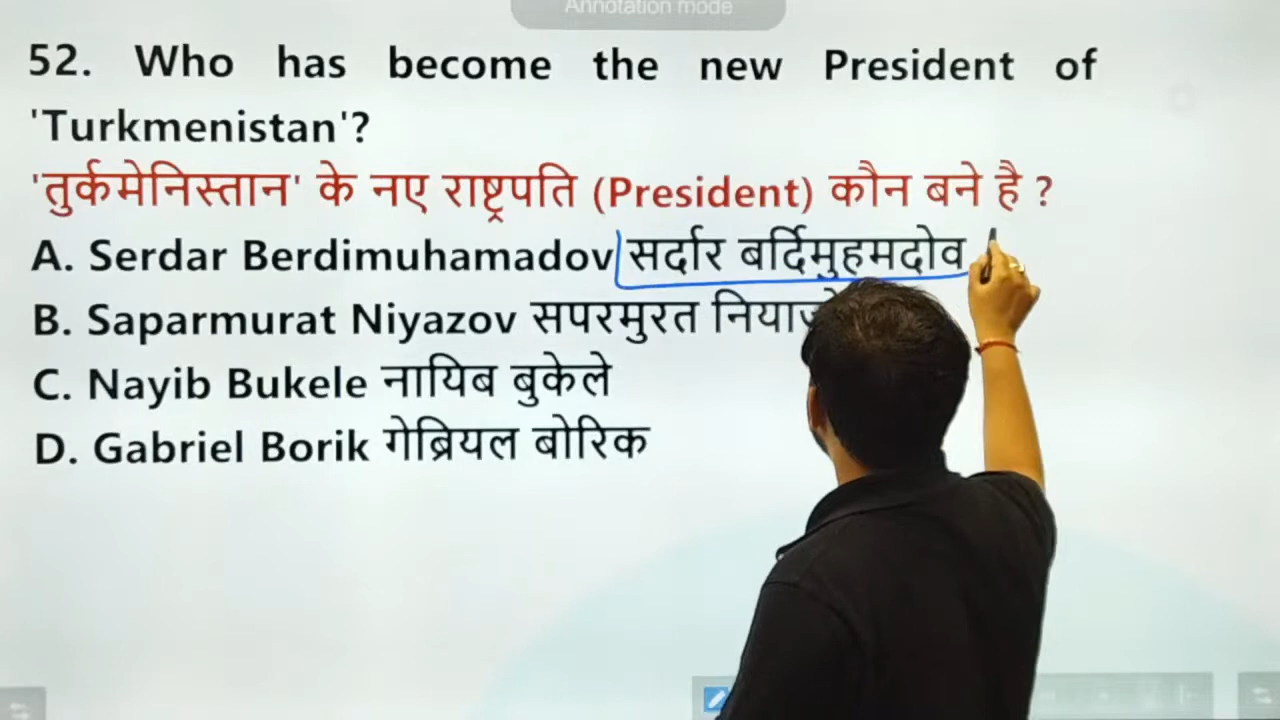 Annotation mode
52. Who has become the new President of
'Turkmenistan'?
'तुर्कमेनिस्तान' के नए राष्ट्रपति (President) कौन बने है ?
A. Serdar Berdimuhamadov सर्दार बर्दिमुहमदोव
B. Saparmurat Niyazov सपरमुरत
C. Nayib Bukele नायिब बुकेले
D. Gabriel Borik गेब्रियल बोरिक